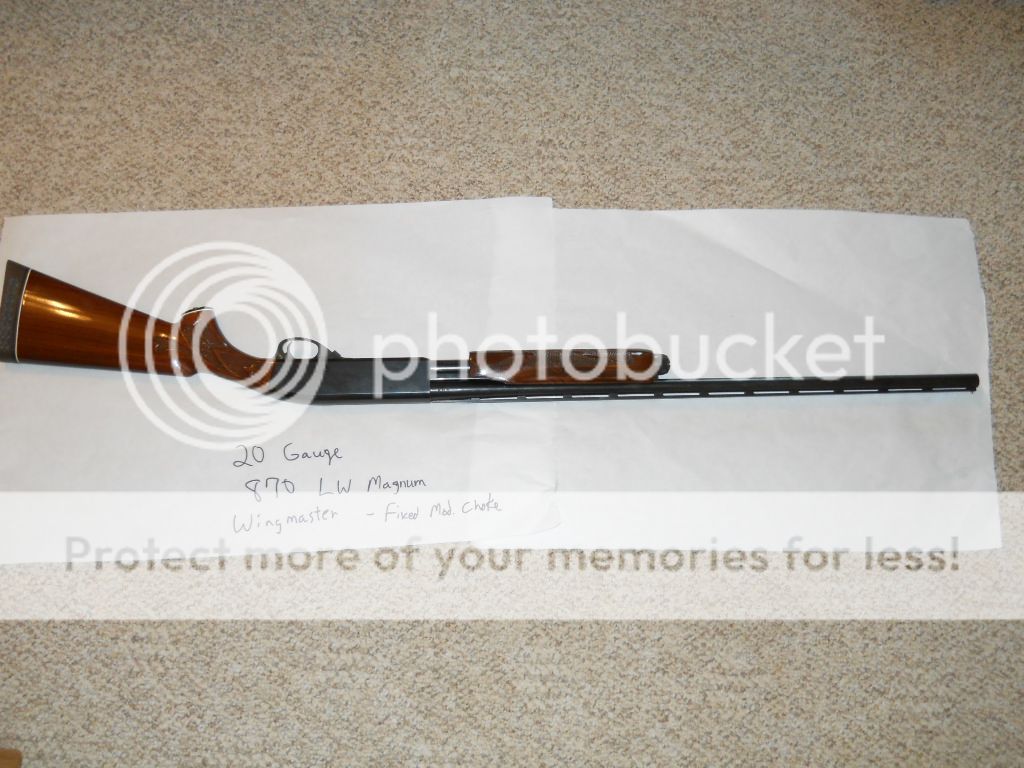 photobucket
20 Gauge
870 LW Magnum
Wingmaster - Fixed Mod. Choke
Protect more of your memories for less!